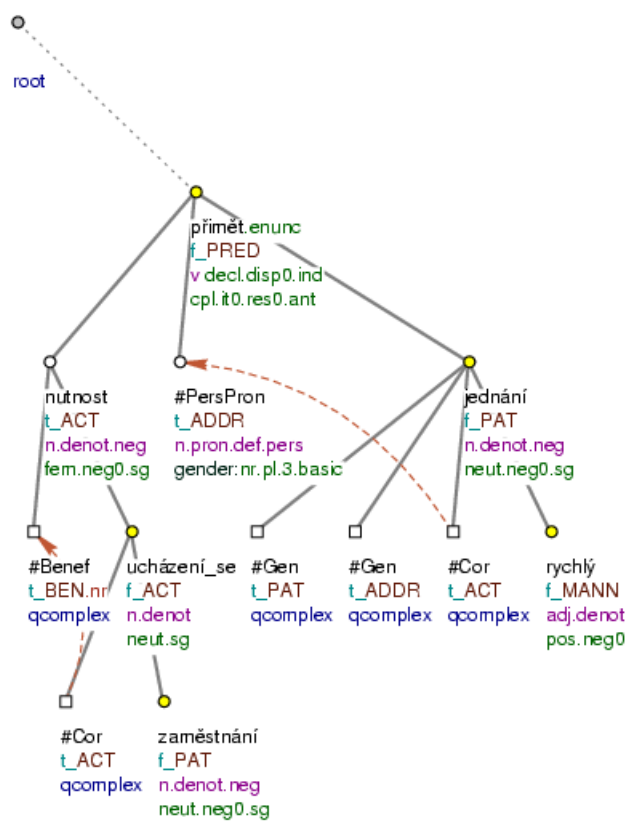 root
přimět.enunc
f_PRED
v decl.disp0.ind
cpl.it0.res0.ant
nutnost
t_ACT
n.denot.neg
fem.neg0.sg
#PersPron
t_ADDR
n.pron.def.pers
gender:nr.pl.3.basic
jednání
f_PAT
n.denot.neg
neut.neg0.sg
#Benef
t_BEN.nr
qcomplex
ucházení_se
f_ACT
n.denot
neut.sg
#Gen
t_PAT
qcomplex
#Gen
t_ADDR
qcomplex
#Cor
t_ACT
qcomplex
rychlý
f_MANN
adj.denot
pos.neg0
#Cor
t_ACT
qcomplex
zaměstnání
f_PAT
n.denot.neg
neut.neg0.sg